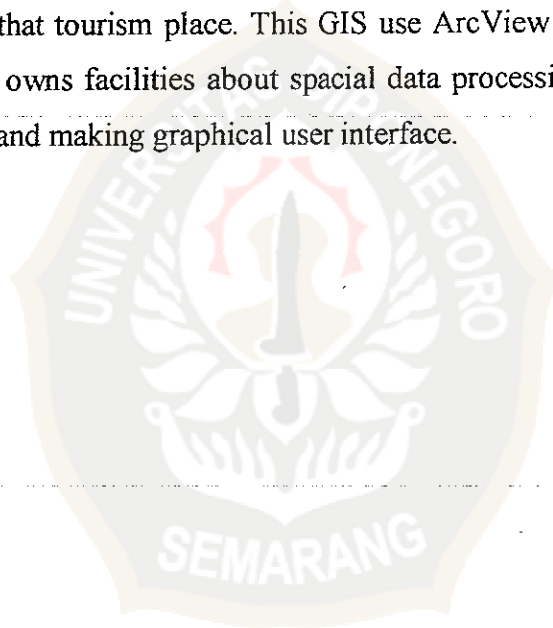 that tourism place. This GIS use ArcView
owns facilities about spacial data processi
and making graphical user interface.
UNIVERSITAS DIPONEGORO
SEMARANG